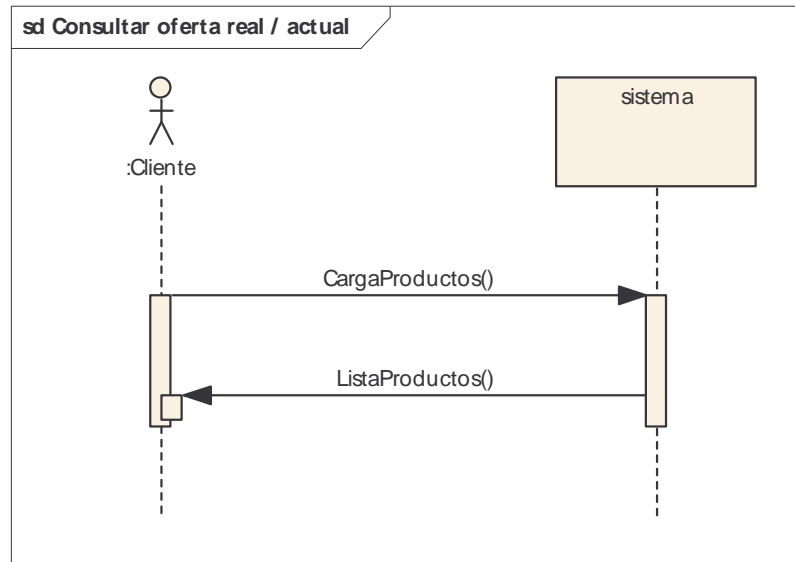 sd Consultar oferta real / actual
sistema
:Cliente
CargaProductos()
ListaProductos()